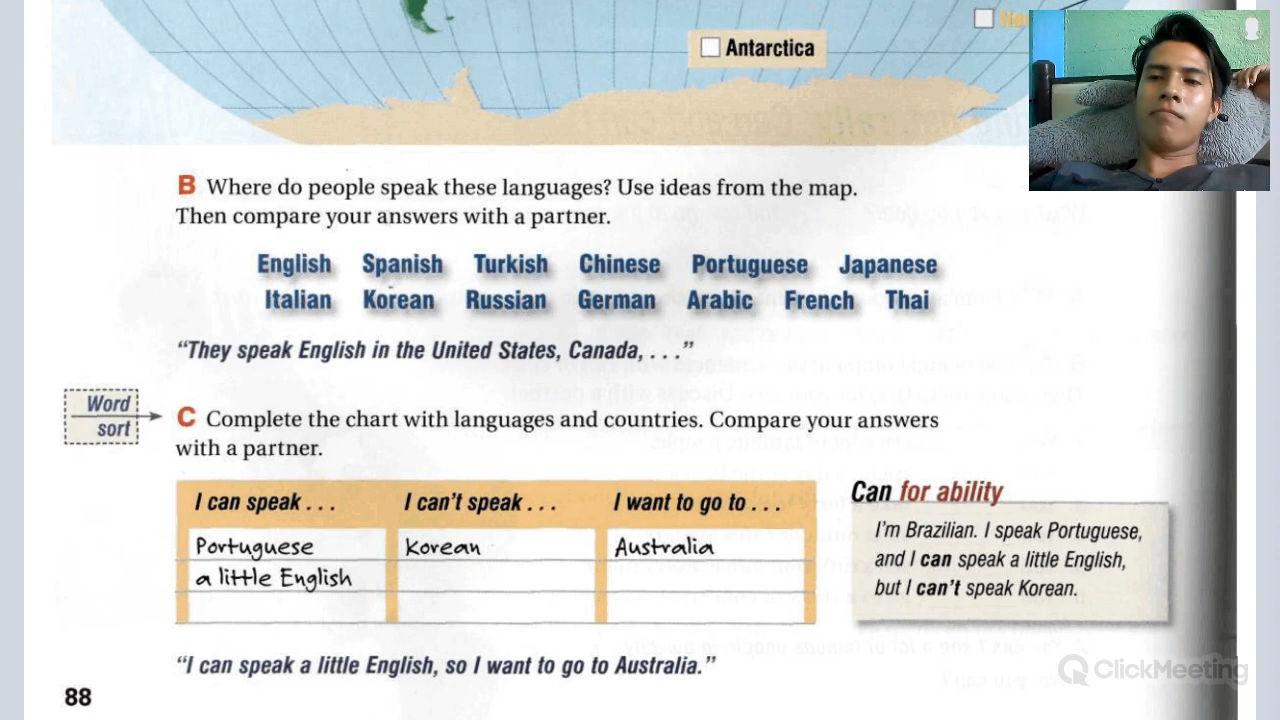 Antarctica
B Where do people speak these languages? Use ideas from the map.
Then compare your answers with a partner.
English Spanish Turkish Chinese Portuguese Japanese
Italian Korean Russian German Arabic French Thai
“They speak English in the United States, Canada, . . .”
Word
sort
C Complete the chart with languages and countries. Compare your answers
with a partner.
I can speak . . . I can't speak . . . I want to go to . . .
Portuguese Korean Australia
a little English
Can for ability
I'm Brazilian. I speak Portuguese,
and I can speak a little English,
but I can't speak Korean.
“I can speak a little English, so I want to go to Australia.”
88
ClickMeeting